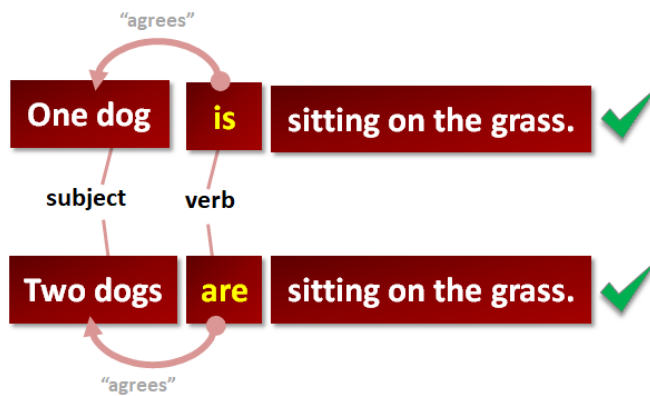 “agrees”
One dog is sitting on the grass.
subject verb
Two dogs are sitting on the grass.
“agrees”